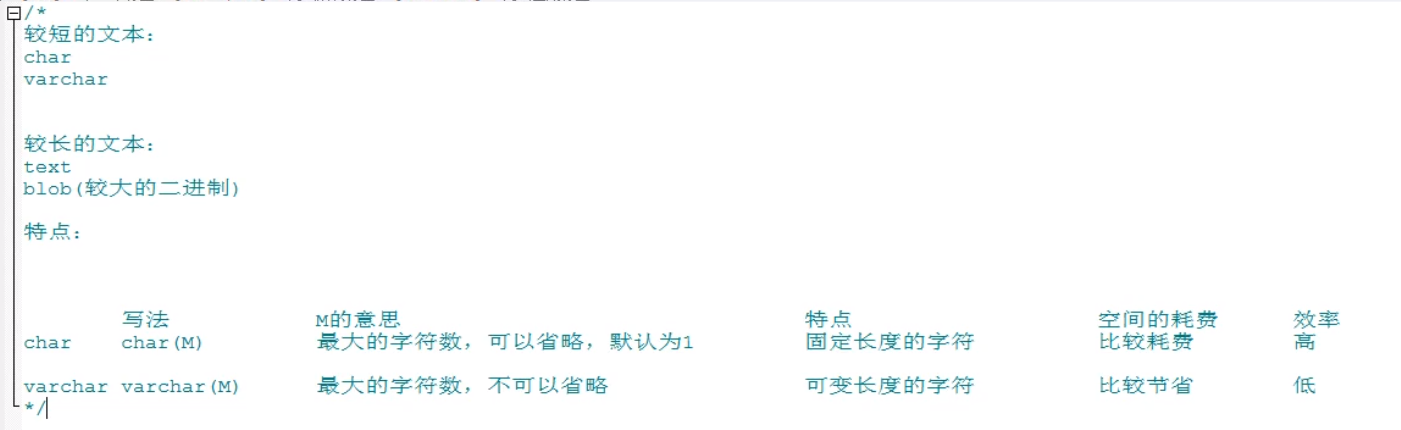 /*
较短的文本：
char
varchar
较长的文本：
text
blob(较大的二进制)
特点：
写法 M的意思 特点 空间的耗费 效率
char char(M) 最大的字符数，可以省略，默认为1 固定长度的字符 比较耗费 高
varchar varchar(M) 最大的字符数，不可以省略 可变长度的字符 比较节省 低
*/